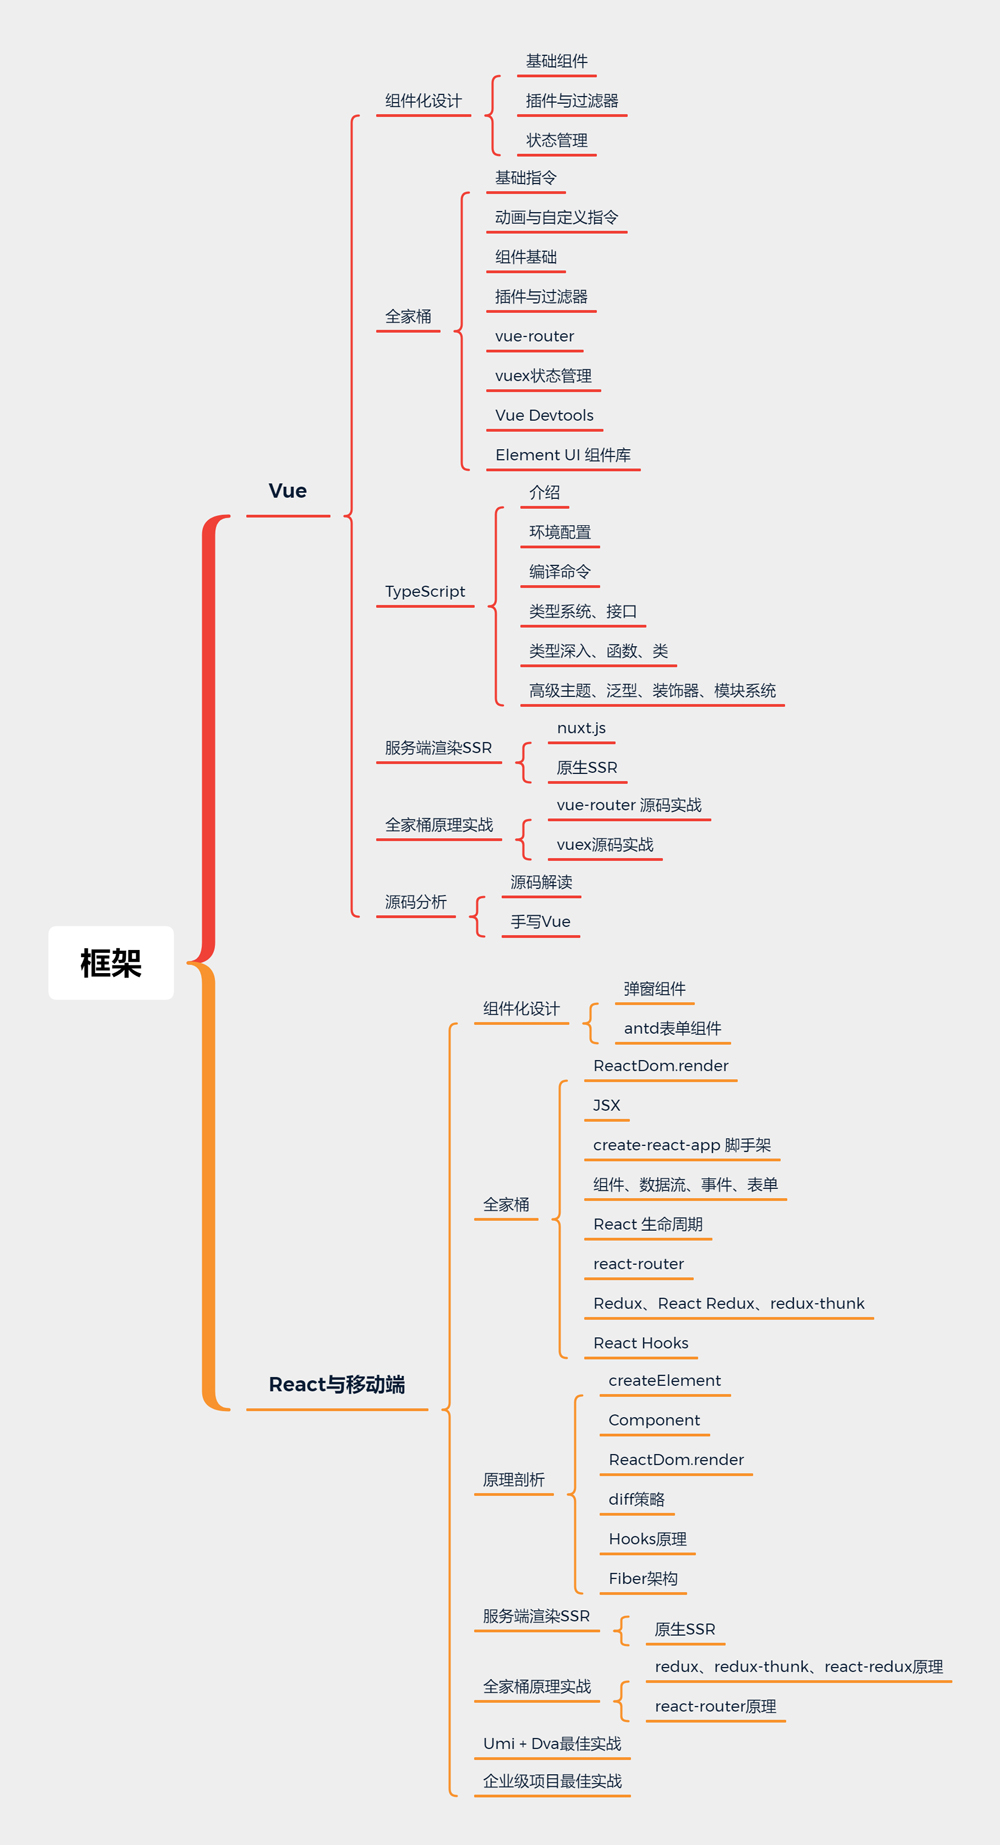 框架
Vue
组件化设计
基础组件
插件与过滤器
状态管理
全家桶
基础指令
动画与自定义指令
组件基础
插件与过滤器
vue-router
vuex状态管理
Vue Devtools
Element UI 组件库
TypeScript
介绍
环境配置
编译命令
类型系统、接口
类型深入、函数、类
高级主题、泛型、装饰器、模块系统
服务端渲染SSR
nuxt.js
原生SSR
全家桶原理实战
vue-router 源码实战
vuex源码实战
源码分析
源码解读
手写Vue
React与移动端
组件化设计
弹窗组件
antd表单组件
全家桶
ReactDom.render
JSX
create-react-app 脚手架
组件、数据流、事件、表单
React 生命周期
react-router
Redux、React Redux、redux-thunk
React Hooks
原理剖析
createElement
Component
ReactDom.render
diff策略
Hooks原理
Fiber架构
服务端渲染SSR
原生SSR
全家桶原理实战
redux、redux-thunk、react-redux原理
react-router原理
Umi + Dva最佳实战
企业级项目最佳实战